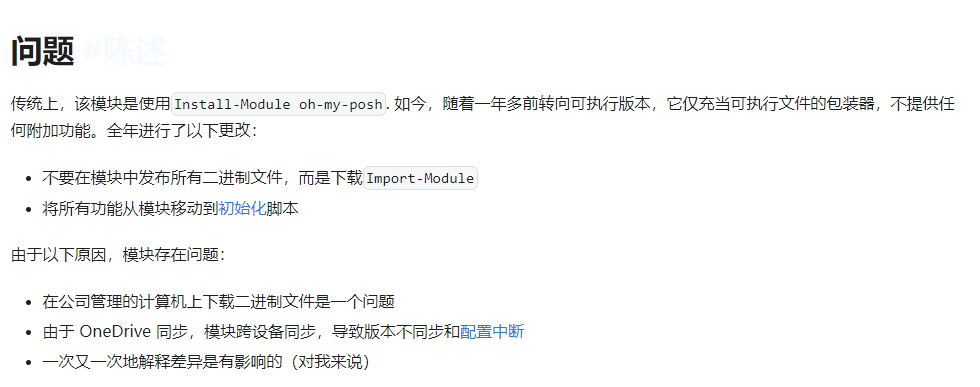 问题 #陈述
传统上，该模块是使用Install-Module oh-my-posh. 如今，随着一年多前转向可执行版本，它仅充当可执行文件的包装器，不提供任
何附加功能。全年进行了以下更改：
不要在模块中发布所有二进制文件，而是下载Import-Module
将所有功能从模块移动到初始化脚本
由于以下原因，模块存在问题：
在公司管理的计算机上下载二进制文件是一个问题
由于 OneDrive 同步，模块跨设备同步，导致版本不同步和配置中断
一次又一次地解释差异是有影响的（对我来说）